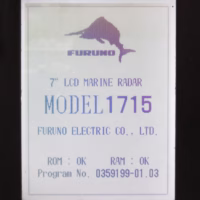 FURUNO
7" LCD MARINE RADAR
MODEL1715
FURUNO ELECTRIC CO., LTD.
ROM : OK RAM : OK
Program No. 0359199-01.03